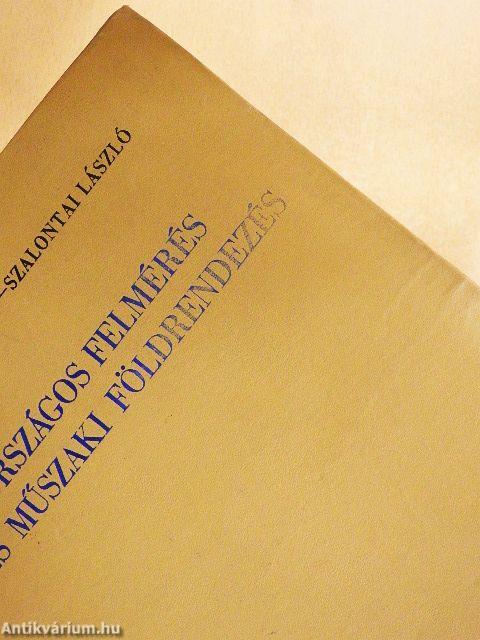 –SZALONTAI LÁSZLÓ
RSZÁGOS FELMÉRÉS
S MŰSZAKI FÖLDRENDEZÉS
Antikvárium.hu